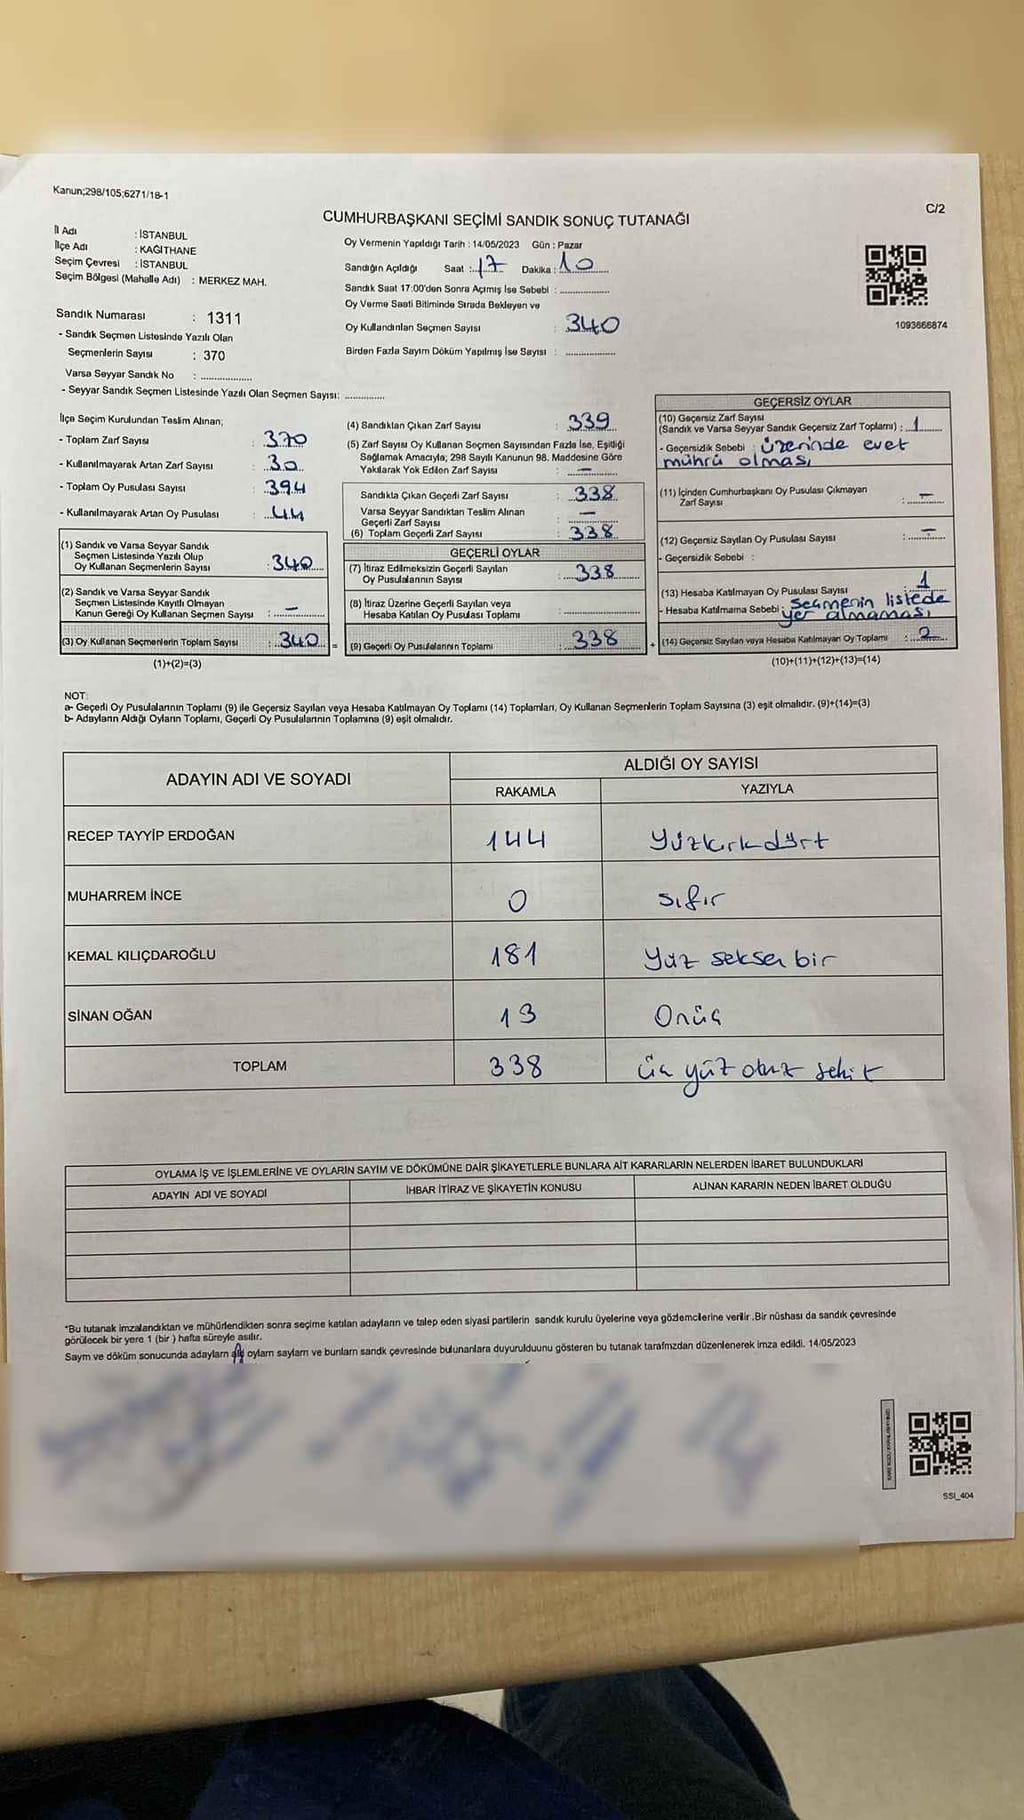 Kanun;298/105;6271/18-1
C/2
CUMHURBAŞKANI SEÇİMİ SANDIK SONUÇ TUTANAĞI
İl Adı : İSTANBUL
İlçe Adı : KAĞITHANE
Seçim Çevresi : İSTANBUL
Seçim Bölgesi (Mahalle Adı) : MERKEZ MAH.
Oy Vermenin Yapıldığı Tarih : 14/05/2023 Gün : Pazar
Sandığın Açıldığı Saat : 17 Dakika : 10
Sandık Saat 17:00'den Sonra Açımış İse Sebebi :
Oy Verme Saati Bitiminde Sırada Bekleyen ve
Oy Kullandırılan Seçmen Sayısı : 340
Birden Fazla Sayım Döküm Yapılmış İse Sayısı :
1093666874
Sandık Numarası : 1311
- Sandık Seçmen Listesinde Yazılı Olan
Seçmenlerin Sayısı : 370
Varsa Seyyar Sandık No :
- Seyyar Sandık Seçmen Listesinde Yazılı Olan Seçmen Sayısı:
İlçe Seçim Kurulundan Teslim Alınan;
- Toplam Zarf Sayısı : 370
- Kullanılmayarak Artan Zarf Sayısı : 30
- Toplam Oy Pusulası Sayısı : 394
- Kullanılmayarak Artan Oy Pusulası : 44
(1) Sandık ve Varsa Seyyar Sandık
Seçmen Listesinde Yazılı Olup
Oy Kullanan Seçmenlerin Sayısı : 340
(2) Sandık ve Varsa Seyyar Sandık
Seçmen Listesinde Kayıtlı Olmayan
Kanun Gereği Oy Kullanan Seçmen Sayısı : —
(3) Oy Kullanan Seçmenlerin Toplam Sayısı : 340 =
(1)+(2)=(3)
(4) Sandıktan Çıkan Zarf Sayısı : 339
(5) Zarf Sayısı Oy Kullanan Seçmen Sayısından Fazla İse, Eşitliği
Sağlamak Amacıyla; 298 Sayılı Kanunun 98. Maddesine Göre
Yakılarak Yok Edilen Zarf Sayısı : —
Sandıkla Çıkan Geçerli Zarf Sayısı : 338
Varsa Seyyar Sandıktan Teslim Alınan
Geçerli Zarf Sayısı : —
(6) Toplam Geçerli Zarf Sayısı : 338
GEÇERLİ OYLAR
(7) İtiraz Edilmeksizin Geçerli Sayılan
Oy Pusulalarının Sayısı : 338
(8) İtiraz Üzerine Geçerli Sayılan veya
Hesaba Katılan Oy Pusulası Toplamı :
(9) Geçerli Oy Pusulalarının Toplamı : 338 +
GEÇERSİZ OYLAR
(10) Geçersiz Zarf Sayısı
(Sandık ve Varsa Seyyar Sandık Geçersiz Zarf Toplamı) : 1
- Geçersizlik Sebebi : üzerinde evet
mührü olması
(11) İçinden Cumhurbaşkanı Oy Pusulası Çıkmayan
Zarf Sayısı : —
(12) Geçersiz Sayılan Oy Pusulası Sayısı : —
- Geçersizlik Sebebi :
(13) Hesaba Katılmayan Oy Pusulası Sayısı : 1
- Hesaba Katılmama Sebebi : seçmenin listede
yer almaması
(14) Geçersiz Sayılan veya Hesaba Katılmayan Oy Toplamı : 2
(10)+(11)+(12)+(13)=(14)
NOT:
a- Geçerli Oy Pusulalarının Toplamı (9) ile Geçersiz Sayılan veya Hesaba Katılmayan Oy Toplamı (14) Toplamları, Oy Kullanan Seçmenlerin Toplam Sayısına (3) eşit olmalıdır. (9)+(14)=(3)
b- Adayların Aldığı Oyların Toplamı, Geçerli Oy Pusulalarının Toplamına (9) eşit olmalıdır.
ADAYIN ADI VE SOYADI ALDIĞI OY SAYISI
RAKAMLA YAZIYLA
RECEP TAYYİP ERDOĞAN 144 Yüzkırkdört
MUHARREM İNCE 0 sıfır
KEMAL KILIÇDAROĞLU 181 Yüz seksen bir
SİNAN OĞAN 13 Onüç
TOPLAM 338 üç yüz otuz sekiz
OYLAMA İŞ VE İŞLEMLERİNE VE OYLARIN SAYIM VE DÖKÜMÜNE DAİR ŞİKAYETLERLE BUNLARA AİT KARARLARIN NELERDEN İBARET BULUNDUKLARI
ADAYIN ADI VE SOYADI İHBAR İTİRAZ VE ŞİKAYETİN KONUSU ALINAN KARARIN NEDEN İBARET OLDUĞU
*Bu tutanak imzalandıktan ve mühürlendikten sonra seçime katılan adayların ve talep eden siyasi partilerin sandık kurulu üyelerine veya gözlemcilerine verilir .Bir nüshası da sandık çevresinde
görülecek bir yere 1 (bir ) hafta süreyle asılır.
Sayım ve döküm sonucunda adayların oyların sayıları ve bunların sandık çevresinde bulunanlara duyurulduunu gösteren bu tutanak tarafımzdan düzenlenerek imza edildi. 14/05/2023
SSI_404